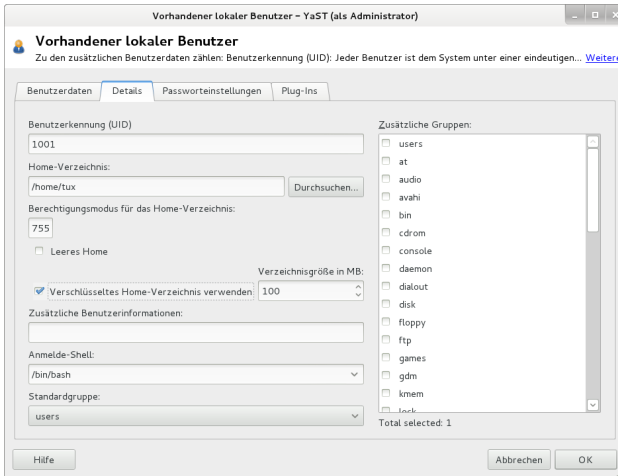 Vorhandener lokaler Benutzer – YaST (als Administrator)
Vorhandener lokaler Benutzer
Zu den zusätzlichen Benutzerdaten zählen: Benutzerkennung (UID): Jeder Benutzer ist dem System unter einer eindeutigen... Weitere
Benutzerdaten Details Passworteinstellungen Plug-Ins
Benutzerkennung (UID)
1001
Home-Verzeichnis:
/home/tux Durchsuchen...
Berechtigungsmodus für das Home-Verzeichnis:
755
Leeres Home
Verzeichnisgröße in MB:
Verschlüsseltes Home-Verzeichnis verwenden 100
Zusätzliche Benutzerinformationen:
Anmelde-Shell:
/bin/bash
Standardgruppe:
users
Zusätzliche Gruppen:
users
at
audio
avahi
bin
cdrom
console
daemon
dialout
disk
floppy
ftp
games
gdm
kmem
lock
Total selected: 1
Hilfe Abbrechen OK